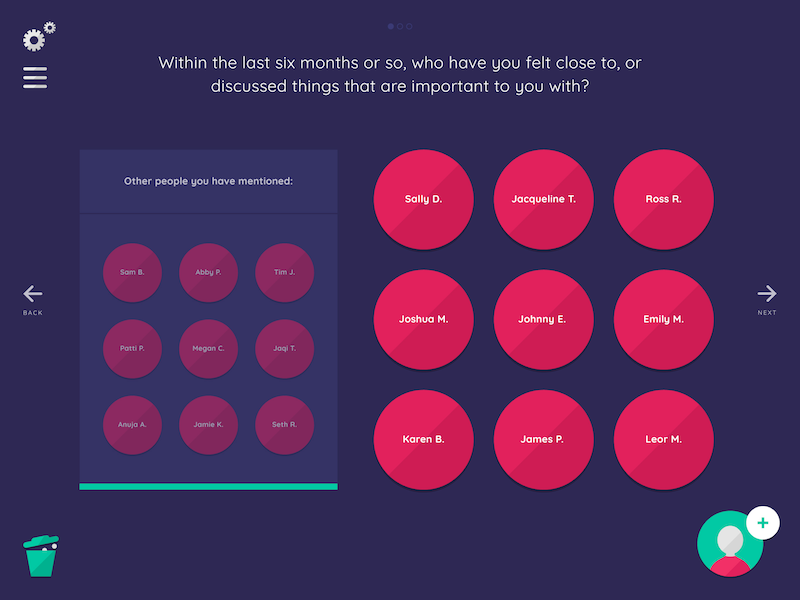 Within the last six months or so, who have you felt close to, or
discussed things that are important to you with?
Other people you have mentioned:
Sam B.
Abby P.
Tim J.
Patti P.
Megan C.
Jaqi T.
Anuja A.
Jamie K.
Seth R.
Sally D.
Jacqueline T.
Ross R.
Joshua M.
Johnny E.
Emily M.
Karen B.
James P.
Leor M.
BACK
NEXT